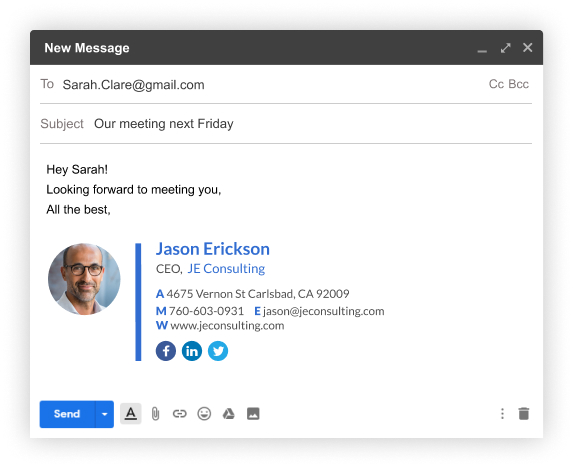 New Message
To Sarah.Clare@gmail.com Cc Bcc
Subject Our meeting next Friday
Hey Sarah!
Looking forward to meeting you,
All the best,
Jason Erickson
CEO, JE Consulting
A 4675 Vernon St Carlsbad, CA 92009
M 760-603-0931 E jason@jeconsulting.com
W www.jeconsulting.com
f in
Send A